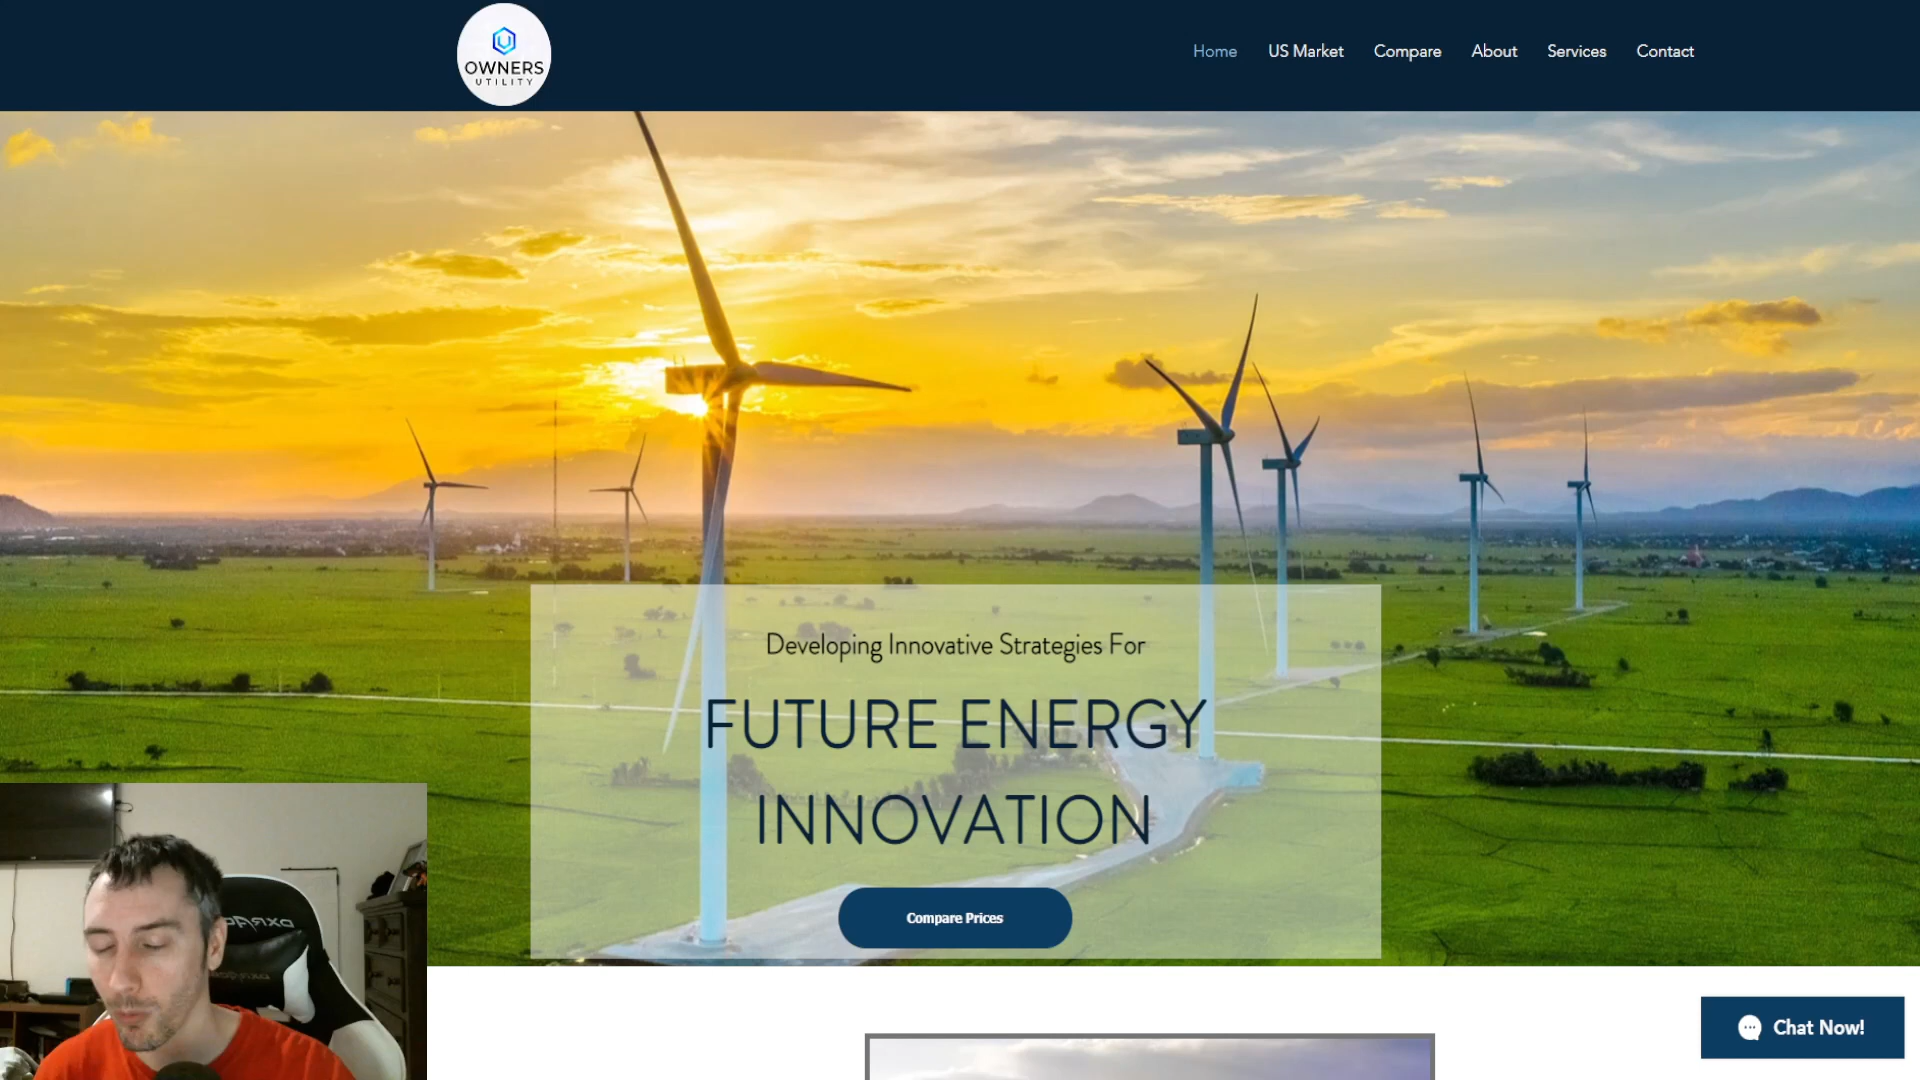 OWNERS
UTILITY
Home
US Market
Compare
About
Services
Contact
Developing Innovative Strategies For
FUTURE ENERGY
INNOVATION
Compare Prices
Chat Now!